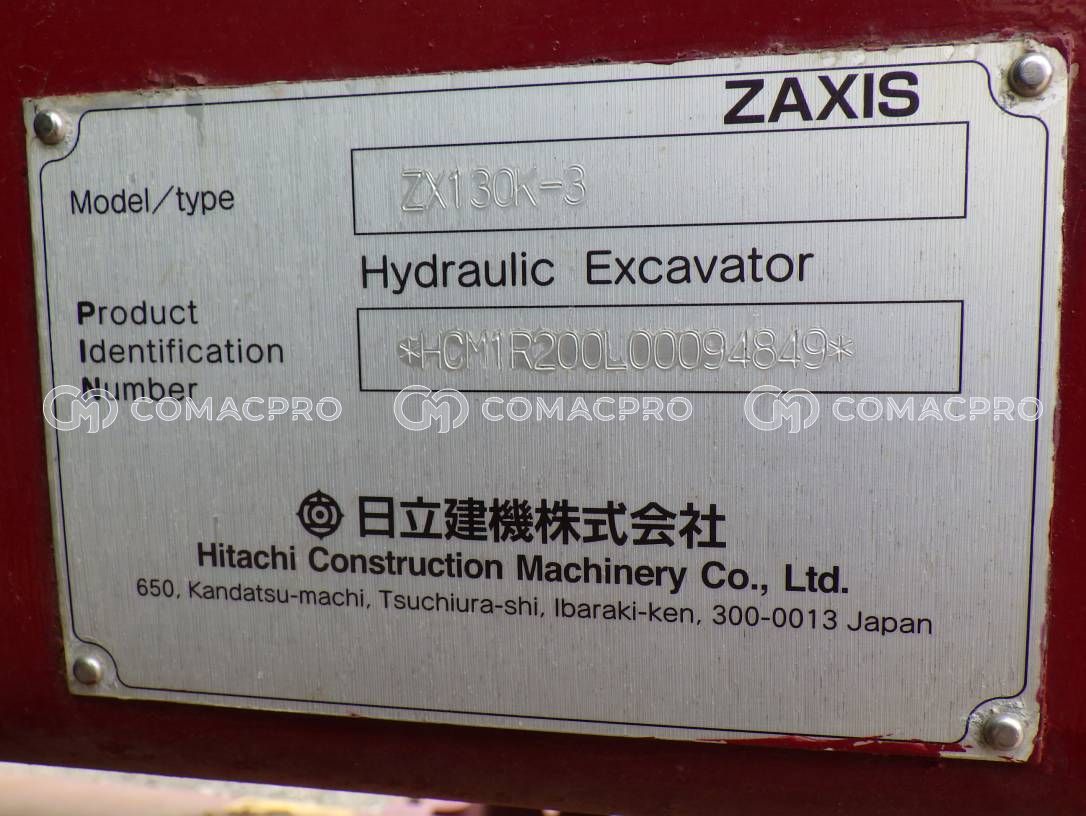 ZAXIS
Model/type
ZX130K-3
Hydraulic Excavator
Product
Identification
Number
*HCM1R200L00094849*
COMACPRO COMACPRO COMACPRO
日立建機株式会社
Hitachi Construction Machinery Co., Ltd.
650, Kandatsu-machi, Tsuchiura-shi, Ibaraki-ken, 300-0013 Japan